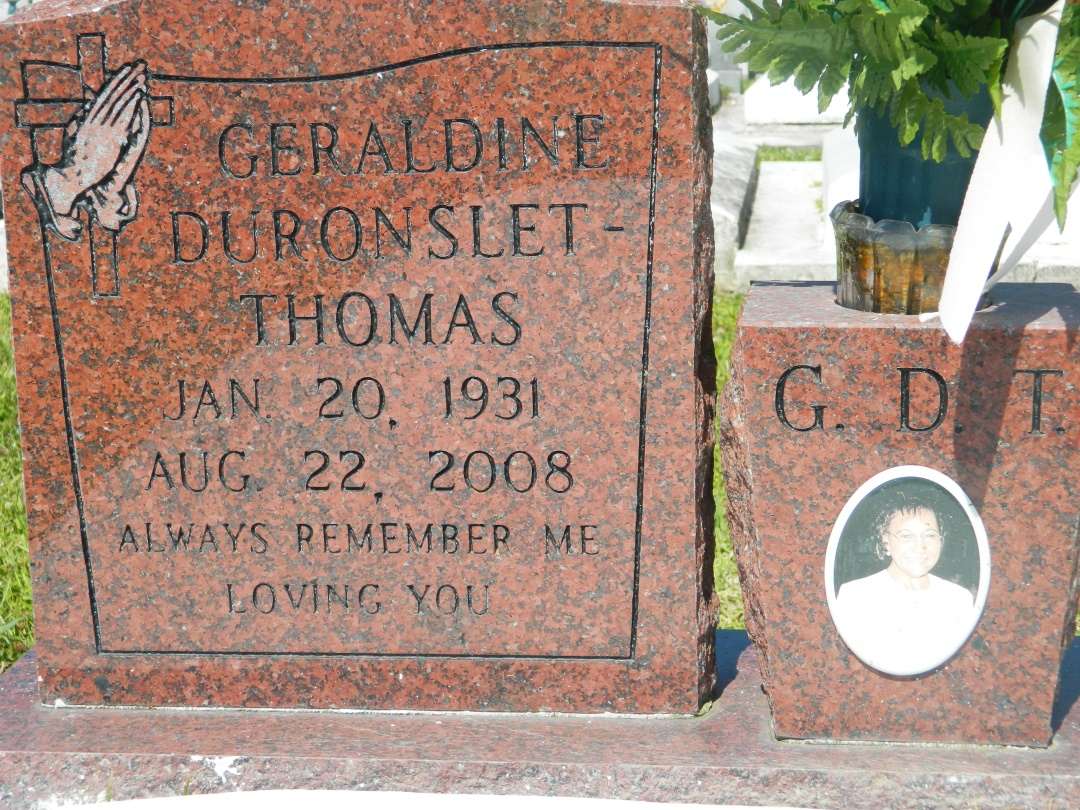 GERALDINE
DURONSLET-
THOMAS
JAN. 20, 1931
AUG. 22, 2008
ALWAYS REMEMBER ME
LOVING YOU
G. D. T.